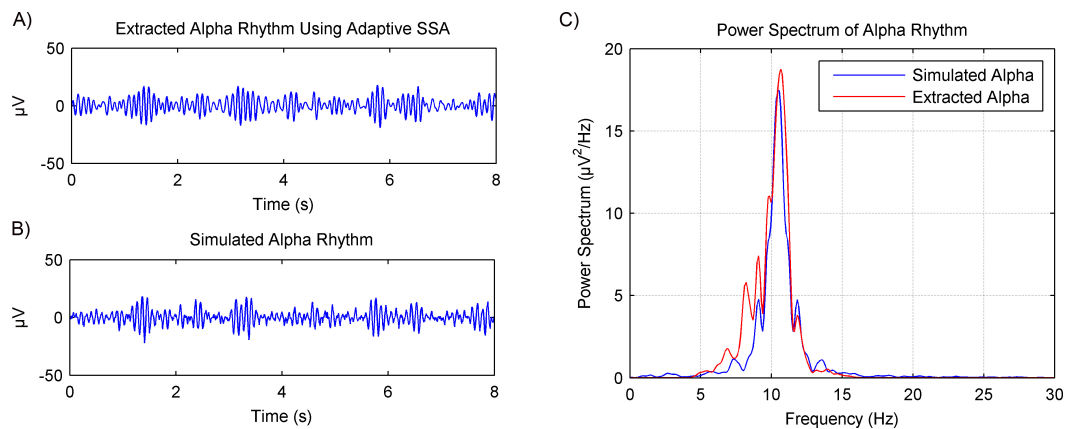 A)
Extracted Alpha Rhythm Using Adaptive SSA
50
0
-50
µV
0 2 4 6 8
Time (s)
B)
Simulated Alpha Rhythm
50
0
-50
µV
0 2 4 6 8
Time (s)
C)
Power Spectrum of Alpha Rhythm
Simulated Alpha
Extracted Alpha
20
15
10
5
0
Power Spectrum (µV²/Hz)
0 5 10 15 20 25 30
Frequency (Hz)